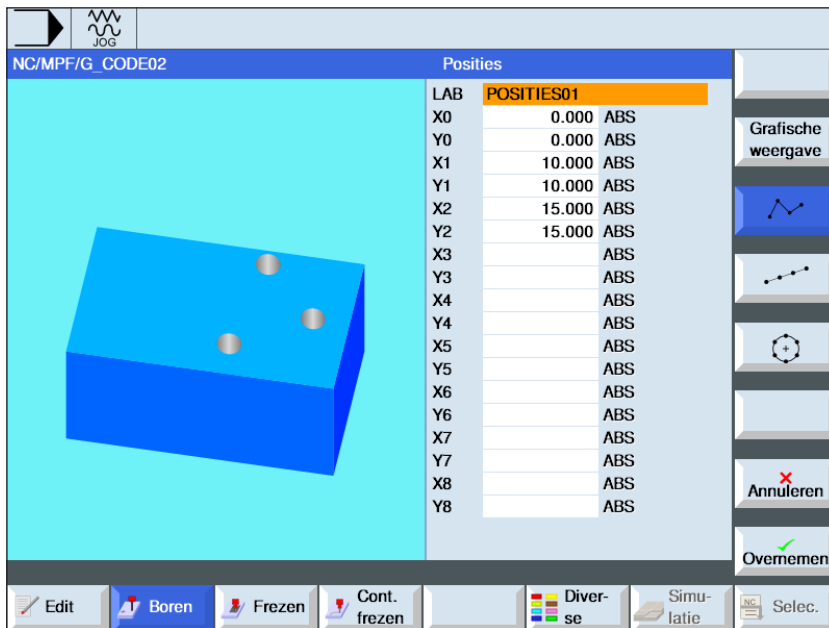 JOG
NC/MPF/G_CODE02
Posities
LAB POSITIES01
X0 0.000 ABS
Y0 0.000 ABS
X1 10.000 ABS
Y1 10.000 ABS
X2 15.000 ABS
Y2 15.000 ABS
X3 ABS
Y3 ABS
X4 ABS
Y4 ABS
X5 ABS
Y5 ABS
X6 ABS
Y6 ABS
X7 ABS
Y7 ABS
X8 ABS
Y8 ABS
Grafische
weergave
Annuleren
Overnemen
Edit
Boren
Frezen
Cont.
frezen
Diver-
se
Simu-
latie
NC
Selec.